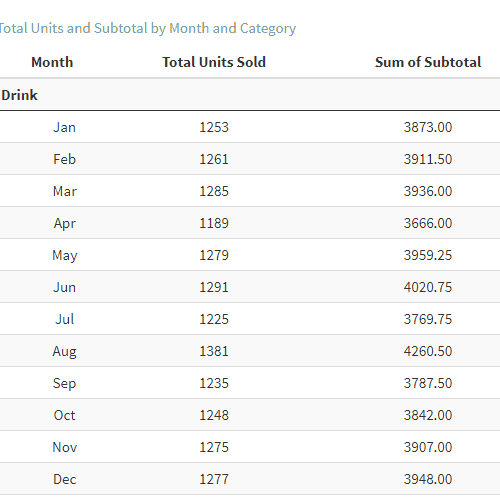 Total Units and Subtotal by Month and Category
Month Total Units Sold Sum of Subtotal
Drink
Jan 1253 3873.00
Feb 1261 3911.50
Mar 1285 3936.00
Apr 1189 3666.00
May 1279 3959.25
Jun 1291 4020.75
Jul 1225 3769.75
Aug 1381 4260.50
Sep 1235 3787.50
Oct 1248 3842.00
Nov 1275 3907.00
Dec 1277 3948.00